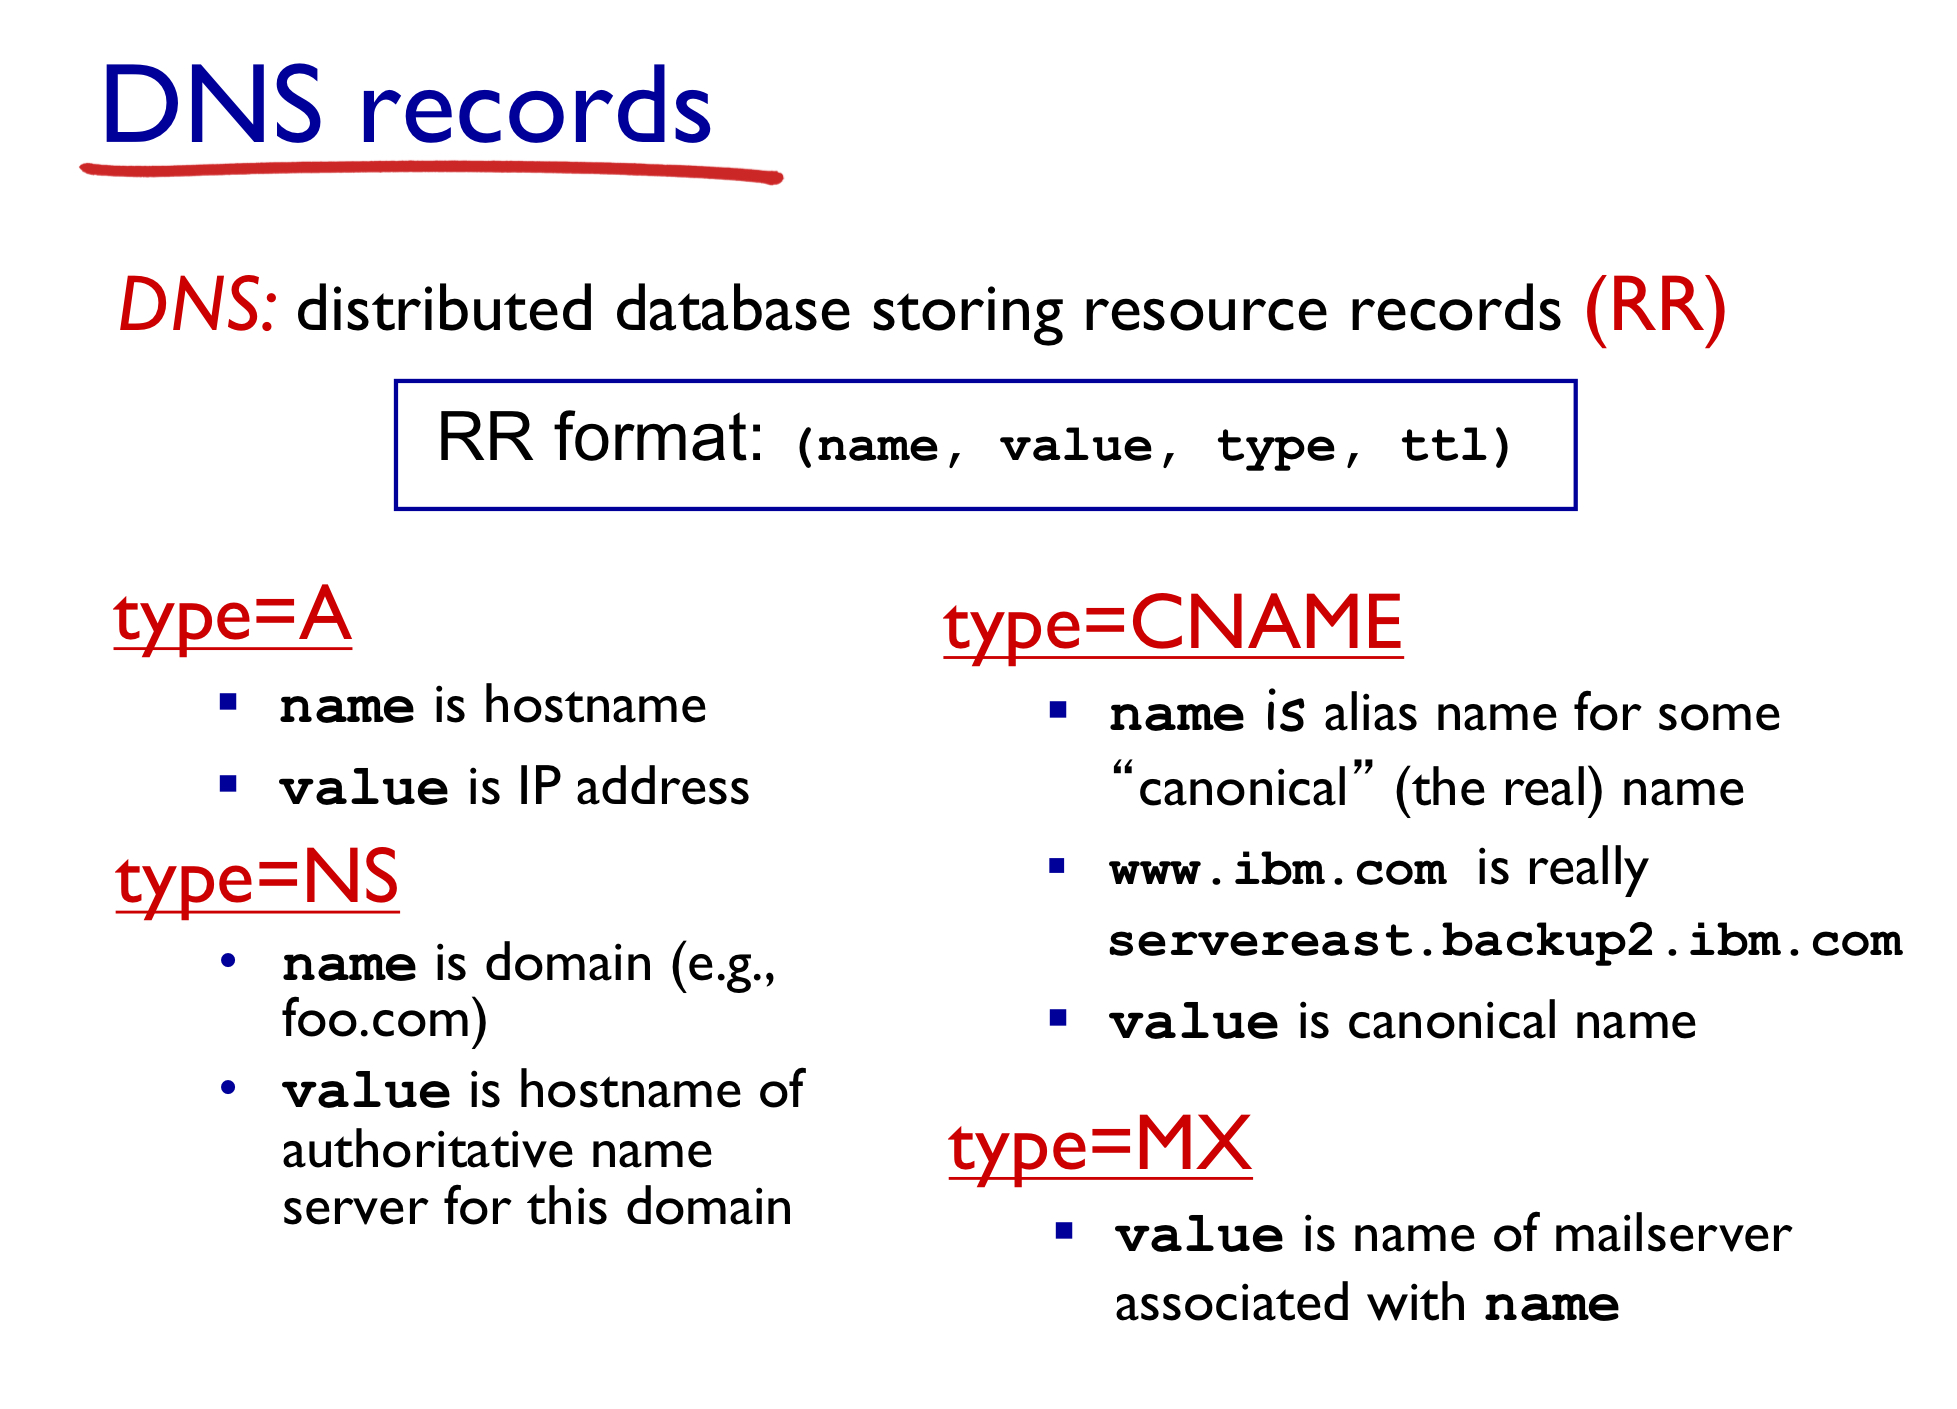 DNS records
DNS: distributed database storing resource records (RR)
RR format: (name, value, type, ttl)
type=A
▪ name is hostname
▪ value is IP address
type=NS
• name is domain (e.g.,
foo.com)
• value is hostname of
authoritative name
server for this domain
type=CNAME
▪ name is alias name for some
“canonical” (the real) name
▪ www.ibm.com is really
servereast.backup2.ibm.com
▪ value is canonical name
type=MX
▪ value is name of mailserver
associated with name